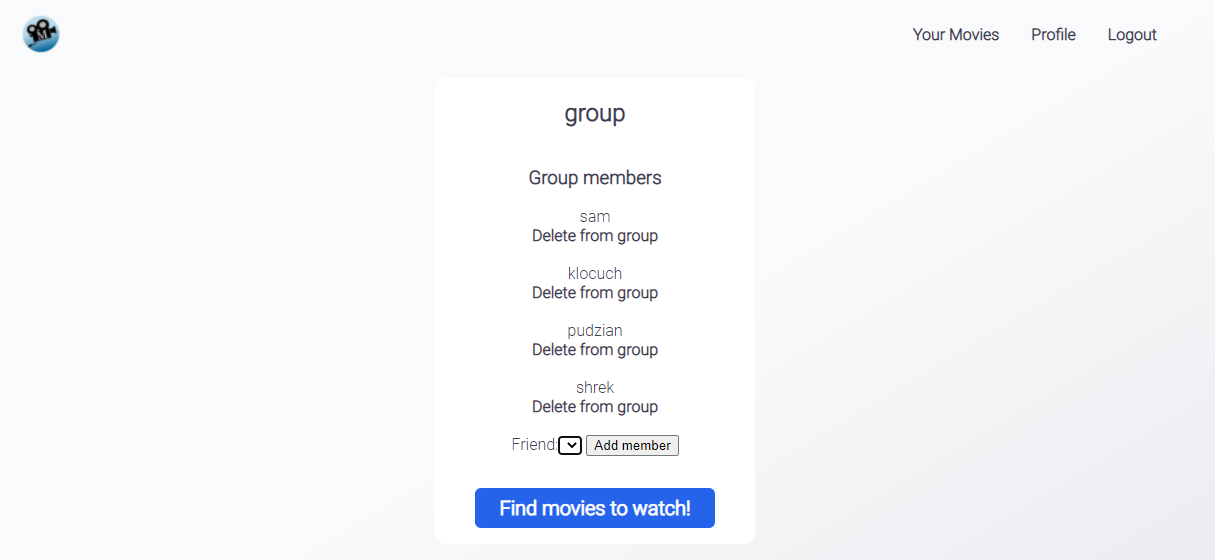 M
Your Movies Profile Logout
group
Group members
sam
Delete from group
klocuch
Delete from group
pudzian
Delete from group
shrek
Delete from group
Friend: Add member
Find movies to watch!